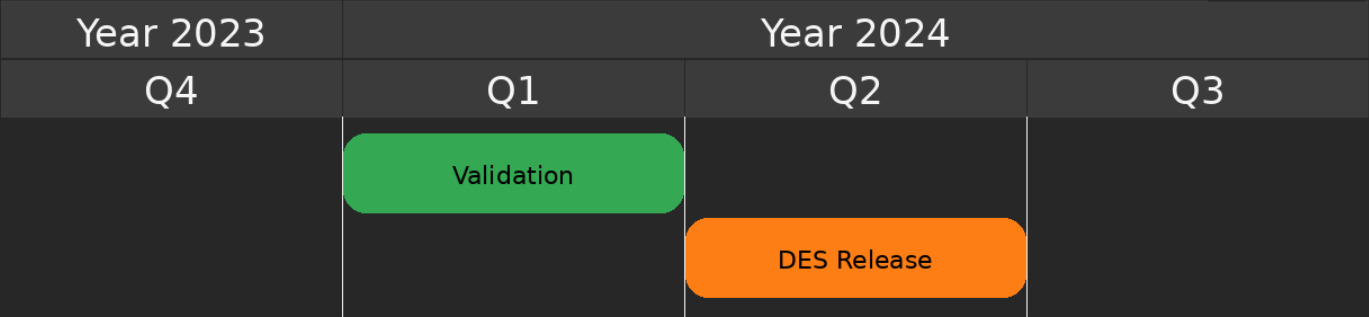 Year 2023 Year 2024
Q4 Q1 Q2 Q3
Validation
DES Release